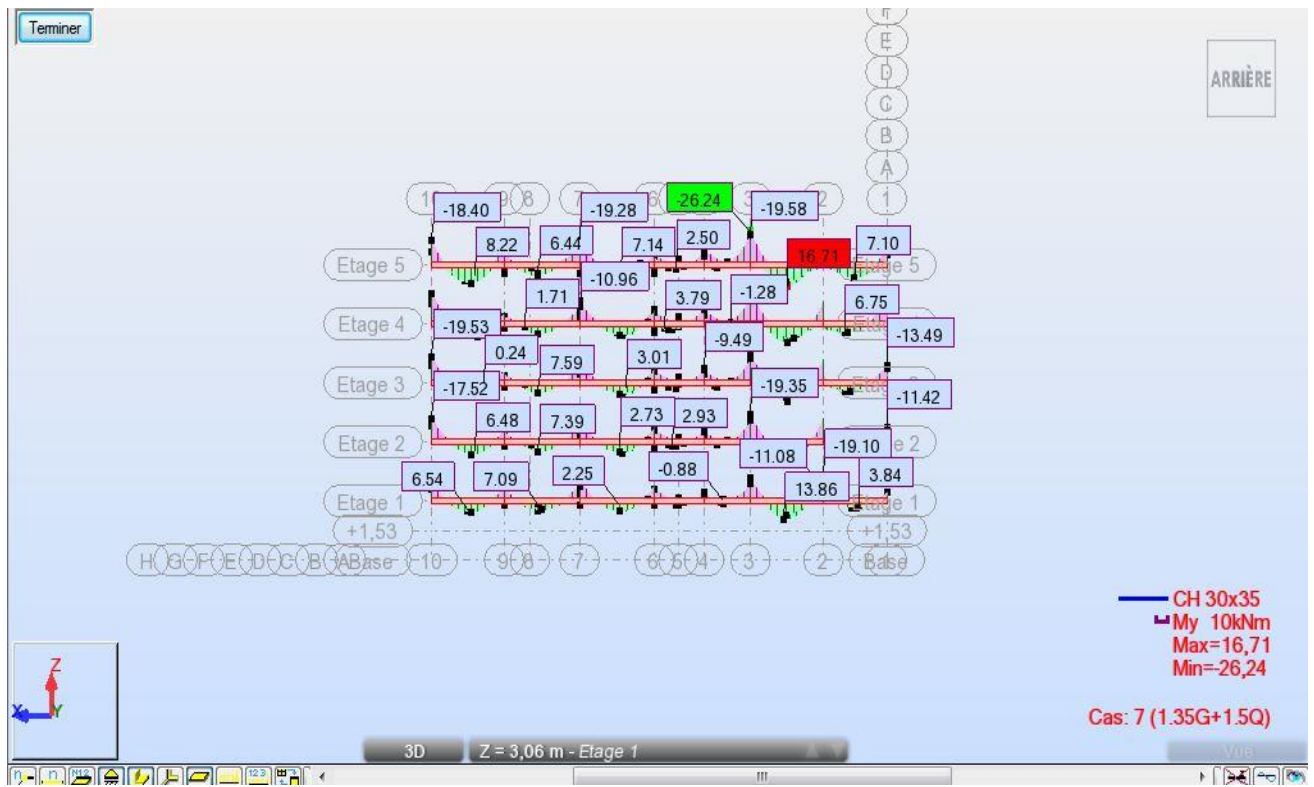 Terminer
F
E
D
C
B
A
ARRIÈRE
9 8 7 6 3 2 1
-18.40 -19.28 -26.24 -19.58
8.22 6.44 7.14 2.50 16.71 7.10
Etage 5
-10.96
1.71 3.79 -1.28 6.75
Etage 4 -19.53 -9.49 -13.49
0.24 7.59 3.01
Etage 3 -17.52 -19.35 -11.42
6.48 7.39 2.73 2.93
Etage 2 -11.08 -19.10 e 2
6.54 7.09 2.25 -0.88 13.86 3.84
Etage 1
+1,53 +1,53
H G F E D C B A Base 10 9 8 7 6 5 4 3 2 Base
CH 30x35
My 10kNm
Max=16,71
Min=-26,24
Cas: 7 (1.35G+1.5Q)
Z
X Y
3D Z = 3,06 m - Etage 1 Vue